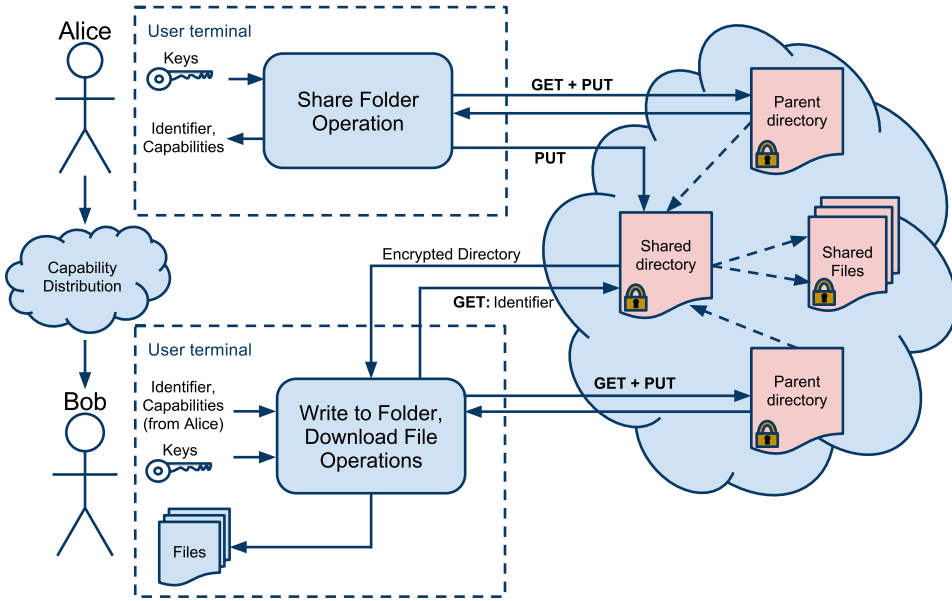 Alice
User terminal
Keys
Identifier,
Capabilities
Share Folder
Operation
GET + PUT
PUT
Parent
directory
Shared
directory
Shared
Files
Capability
Distribution
Encrypted Directory
GET: Identifier
Bob
User terminal
Identifier,
Capabilities
(from Alice)
Keys
Write to Folder,
Download File
Operations
GET + PUT
Parent
directory
Files